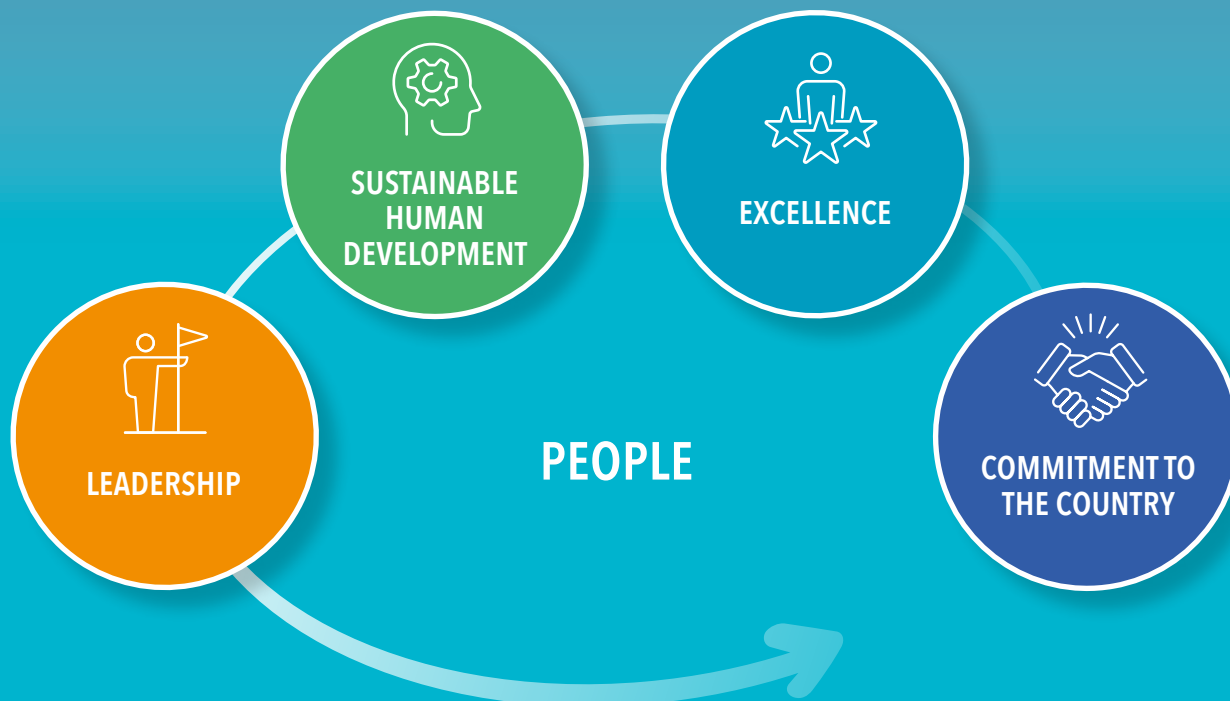 SUSTAINABLE
HUMAN
DEVELOPMENT
EXCELLENCE
LEADERSHIP
PEOPLE
COMMITMENT TO
THE COUNTRY